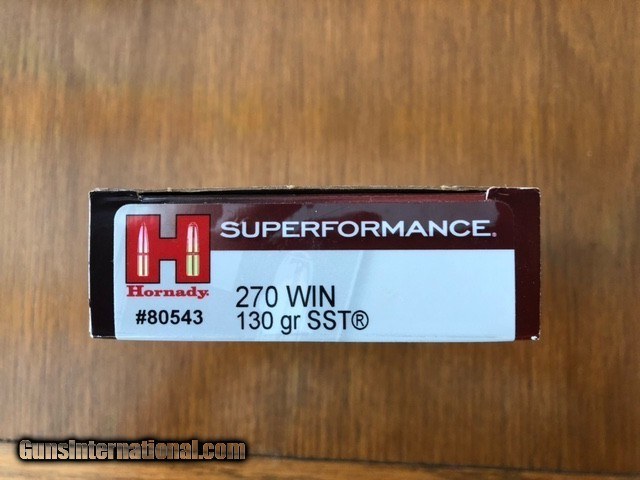 SUPERFORMANCE®
H
Hornady®
#80543
270 WIN
130 gr SST®
GunsInternational.com